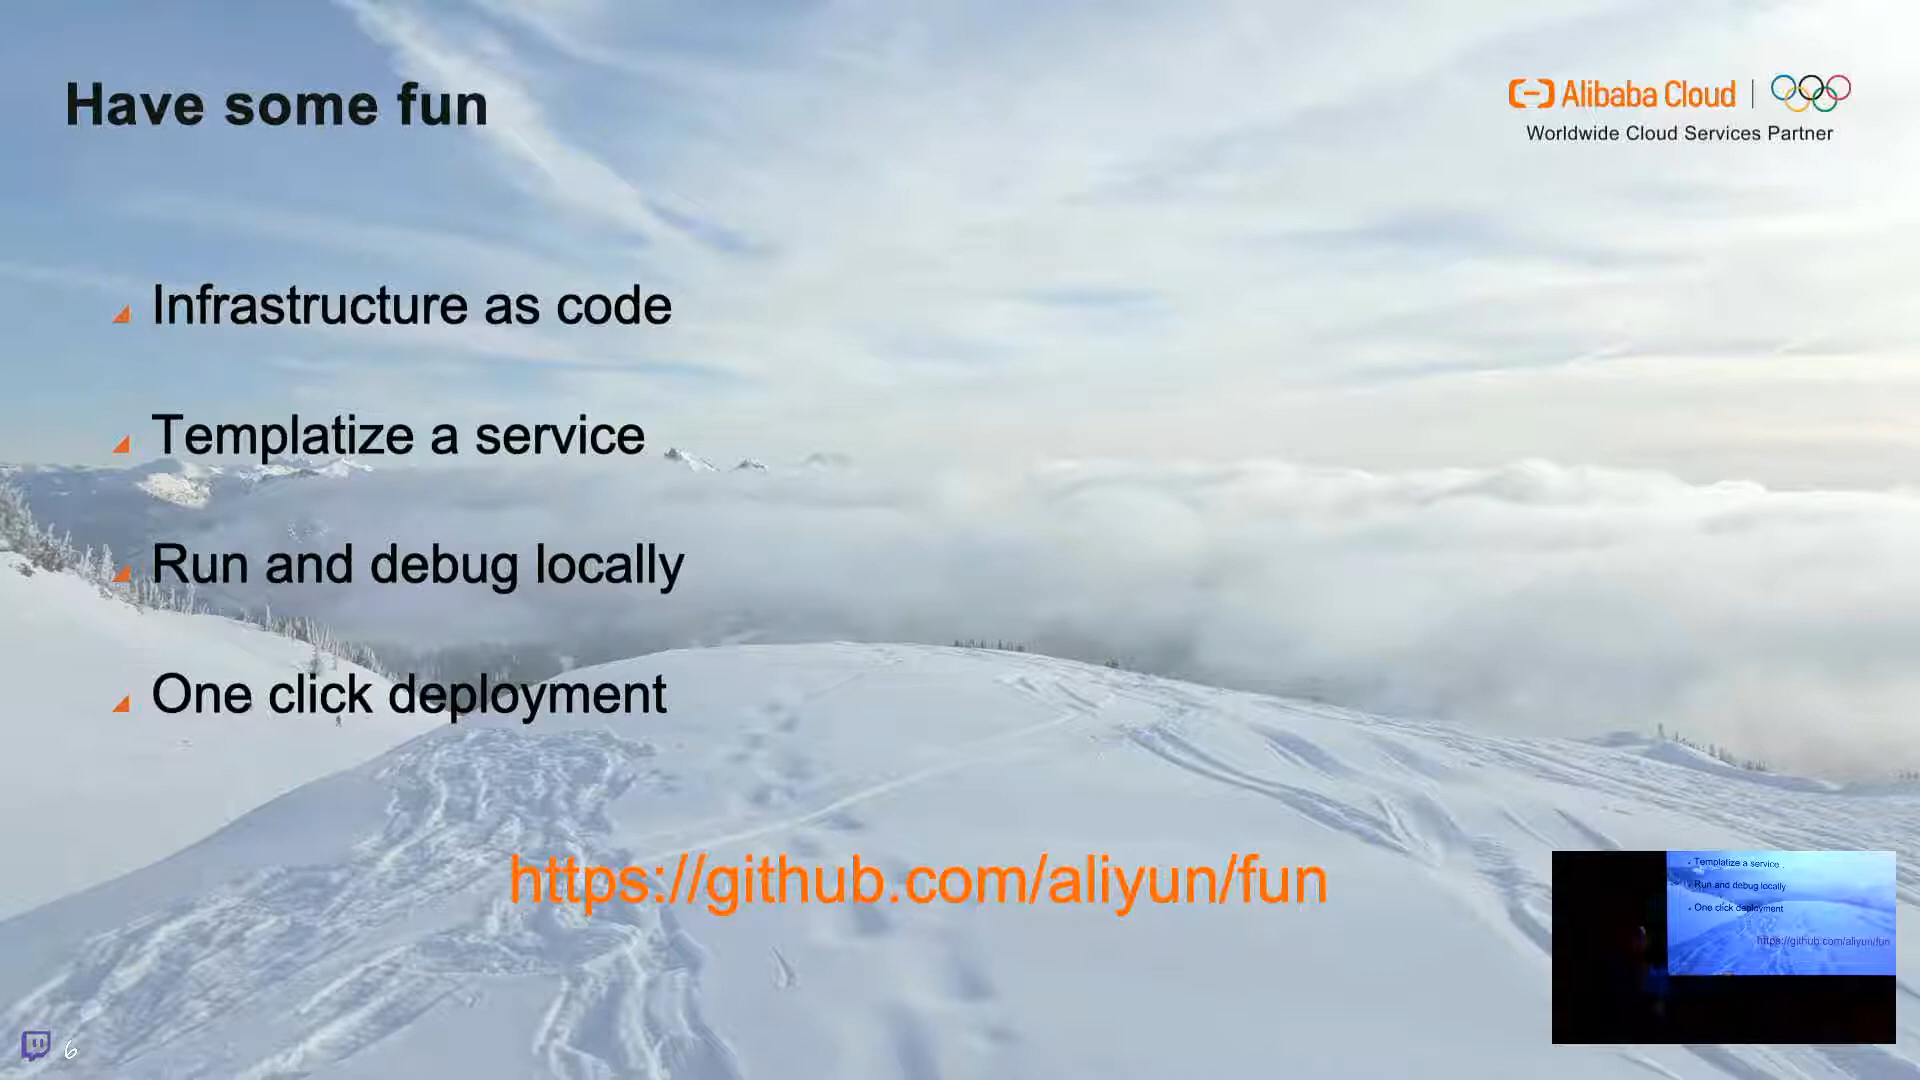 Have some fun
Alibaba Cloud
Worldwide Cloud Services Partner
Infrastructure as code
Templatize a service
Run and debug locally
One click deployment
https://github.com/aliyun/fun
Templatize a service
Run and debug locally
One click deployment
https://github.com/aliyun/fun
6